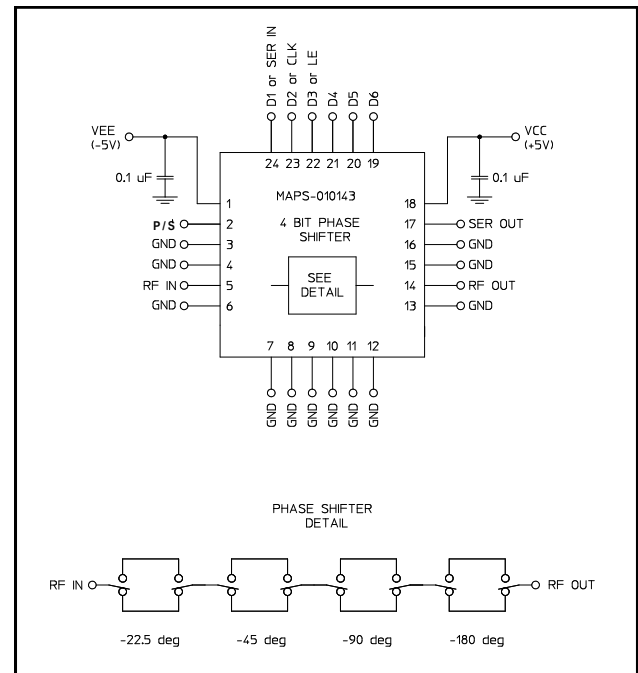 D1 or SER IN
D2 or CLK
D3 or LE
D4
D5
D6
VEE
(-5V)
VCC
(+5V)
0.1 uF
0.1 uF
24 23 22 21 20 19
MAPS-010143
4 BIT PHASE
SHIFTER
SEE
DETAIL
1
P/S 2
GND 3
GND 4
RF IN 5
GND 6
18
17 SER OUT
16 GND
15 GND
14 RF OUT
13 GND
7 8 9 10 11 12
GND GND GND GND GND GND
PHASE SHIFTER
DETAIL
RF IN
RF OUT
-22.5 deg -45 deg -90 deg -180 deg